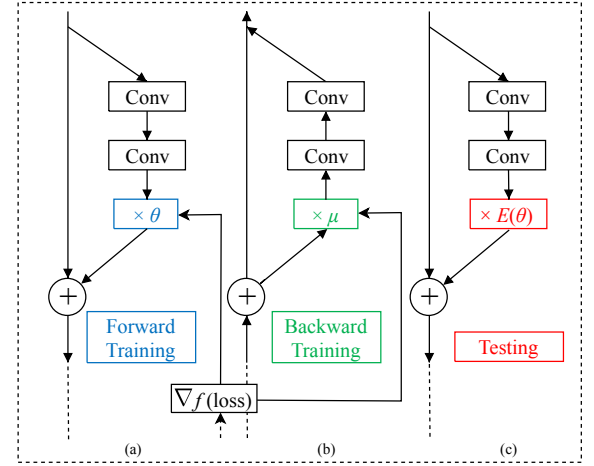 Conv
Conv
× θ
+
Forward
Training
(a)
Conv
Conv
× μ
+
Backward
Training
∇f(loss)
(b)
Conv
Conv
× E(θ)
+
Testing
(c)